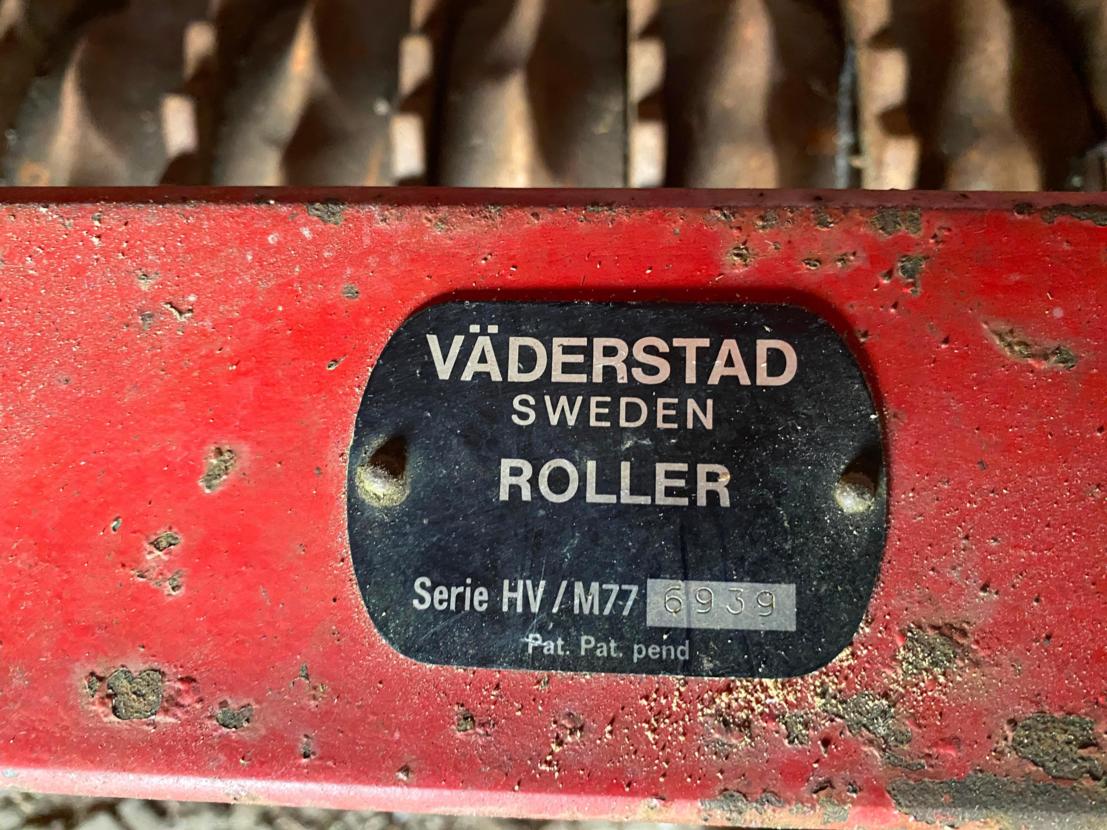 VÄDERSTAD
SWEDEN
ROLLER
Serie HV/M77 6939
Pat. Pat. pend